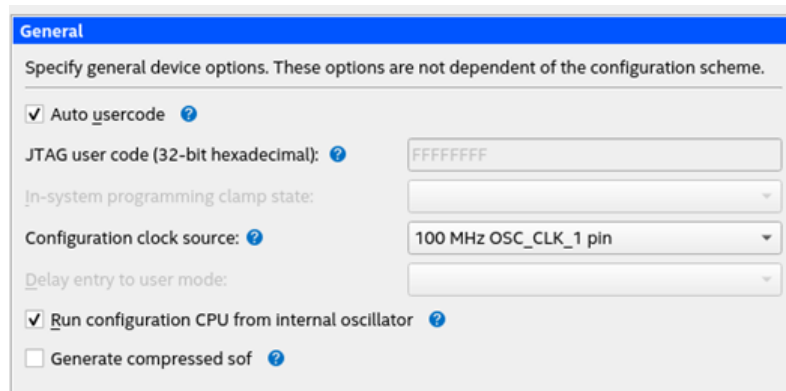 General
Specify general device options. These options are not dependent of the configuration scheme.
Auto usercode
JTAG user code (32-bit hexadecimal): FFFFFFFF
In-system programming clamp state:
Configuration clock source: 100 MHz OSC_CLK_1 pin
Delay entry to user mode:
Run configuration CPU from internal oscillator
Generate compressed sof